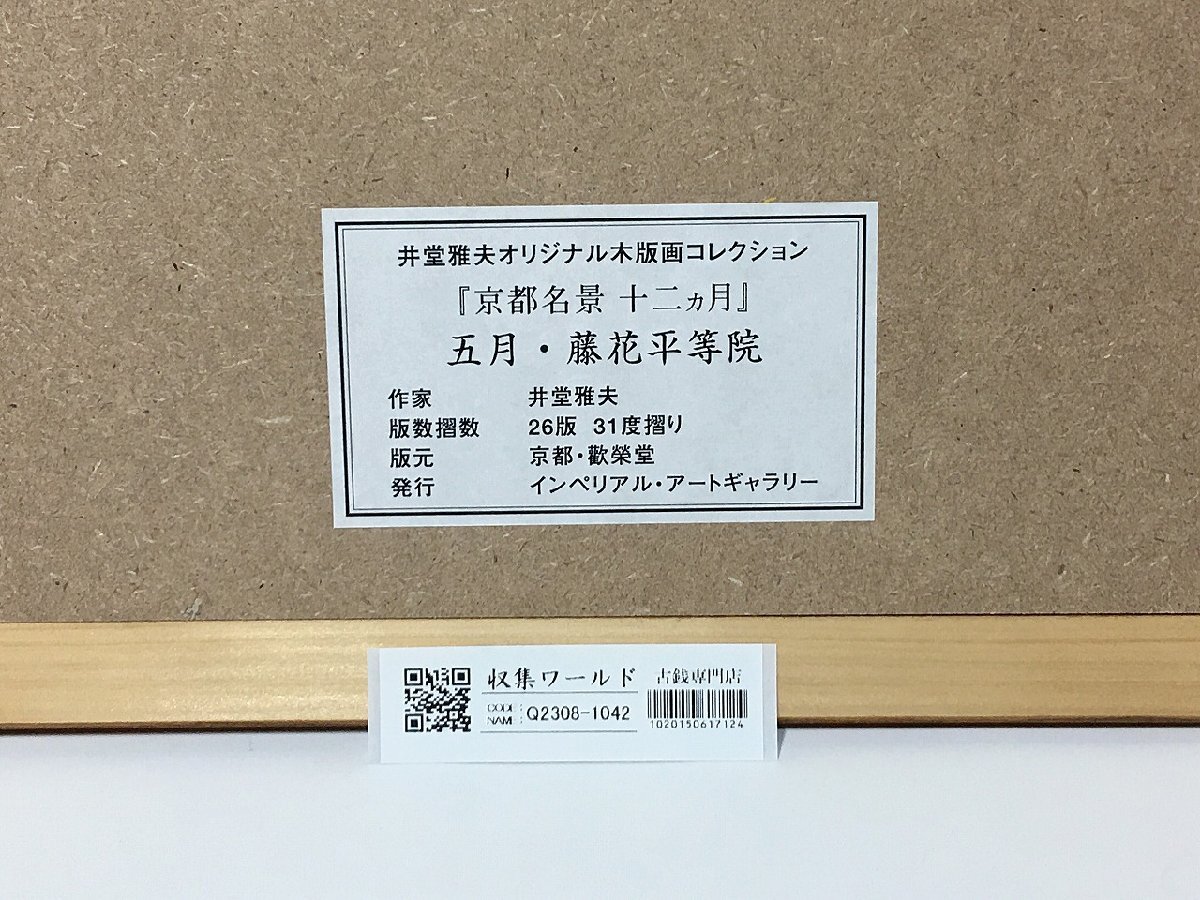 井堂雅夫オリジナル木版画コレクション
『京都名景 十二ヵ月』
五月・藤花平等院
作家 井堂雅夫
版数摺数 26版 31度摺り
版元 京都・歡榮堂
発行 インペリアル・アートギャラリー
収集ワールド 古銭専門店
CODE:
NAME: Q2308-1042
1020150617124